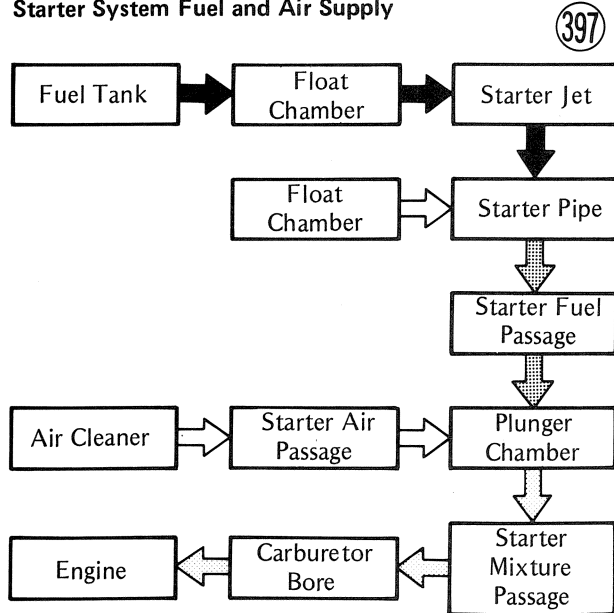 Starter System Fuel and Air Supply
397
Fuel Tank
Float
Chamber
Starter Jet
Float
Chamber
Starter Pipe
Starter Fuel
Passage
Air Cleaner
Starter Air
Passage
Plunger
Chamber
Engine
Carburetor
Bore
Starter
Mixture
Passage